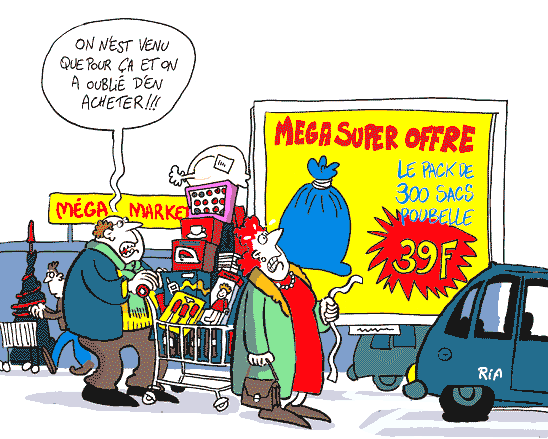 ON N'EST VENU
QUE POUR ÇA ET ON
A OUBLIÉ D'EN
ACHETER!!!
MEGA SUPER OFFRE
LE PACK DE
300 SACS
POUBELLE
39F
MÉGA MARKET
RIA